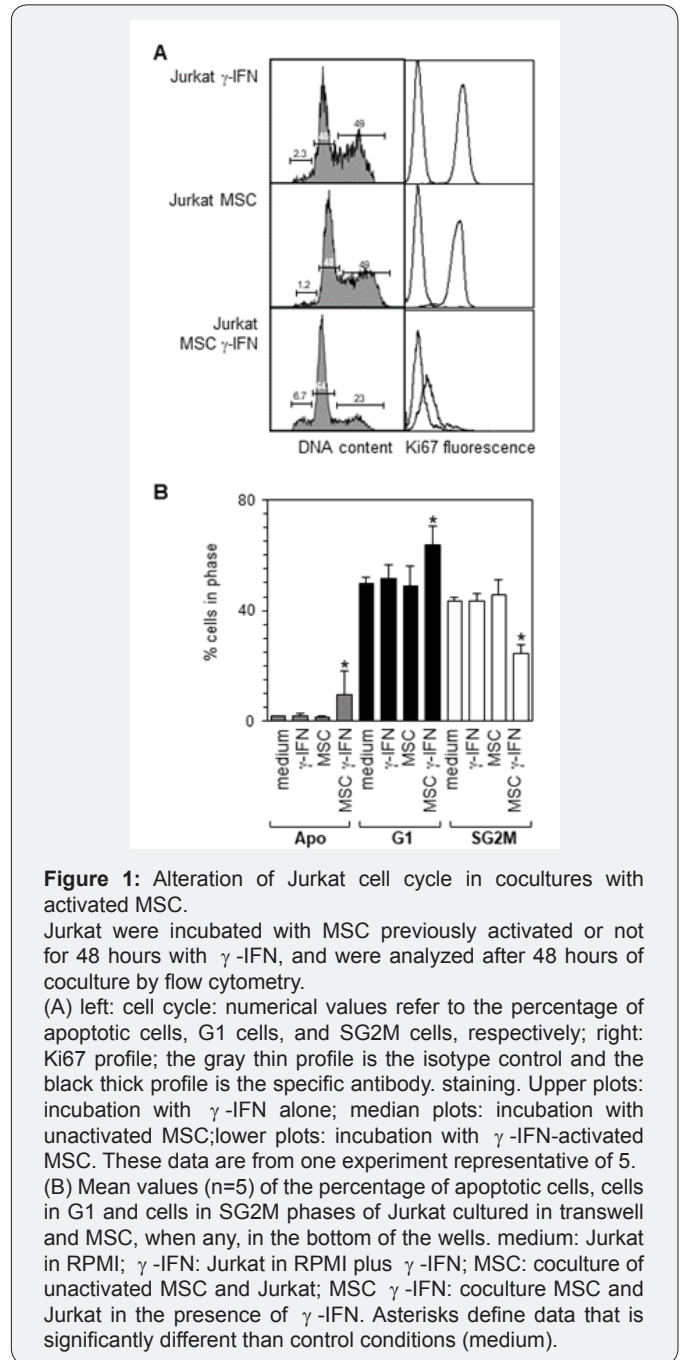 A
Jurkat γ-IFN
2.3
49
Jurkat MSC
1.2
49
Jurkat
MSC γ-IFN
6.7
23
DNA content Ki67 fluorescence
B
80
40
0
% cells in phase
* * *
medium γ-IFN MSC MSC γ-IFN medium γ-IFN MSC MSC γ-IFN medium γ-IFN MSC MSC γ-IFN
Apo G1 SG2M
Figure 1: Alteration of Jurkat cell cycle in cocultures with
activated MSC.
Jurkat were incubated with MSC previously activated or not
for 48 hours with γ -IFN, and were analyzed after 48 hours of
coculture by flow cytometry.
(A) left: cell cycle: numerical values refer to the percentage of
apoptotic cells, G1 cells, and SG2M cells, respectively; right:
Ki67 profile; the gray thin profile is the isotype control and the
black thick profile is the specific antibody. staining. Upper plots:
incubation with γ -IFN alone; median plots: incubation with
unactivated MSC;lower plots: incubation with γ -IFN-activated
MSC. These data are from one experiment representative of 5.
(B) Mean values (n=5) of the percentage of apoptotic cells, cells
in G1 and cells in SG2M phases of Jurkat cultured in transwell
and MSC, when any, in the bottom of the wells. medium: Jurkat
in RPMI; γ -IFN: Jurkat in RPMI plus γ -IFN; MSC: coculture of
unactivated MSC and Jurkat; MSC γ -IFN: coculture MSC and
Jurkat in the presence of γ -IFN. Asterisks define data that is
significantly different than control conditions (medium).